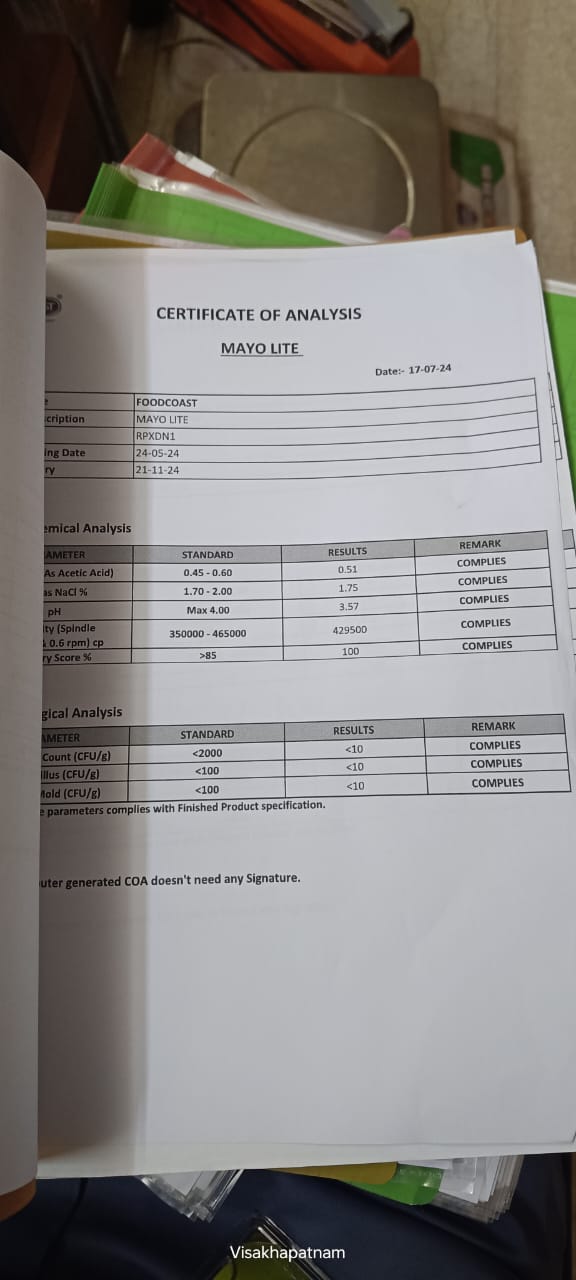 CERTIFICATE OF ANALYSIS
MAYO LITE
Date:- 17-07-24
FOODCOAST
cription MAYO LITE
RPXDN1
ing Date 24-05-24
ry 21-11-24
emical Analysis
AMETER STANDARD RESULTS REMARK
As Acetic Acid) 0.45 - 0.60 0.51 COMPLIES
as NaCl % 1.70 - 2.00 1.75 COMPLIES
pH Max 4.00 3.57 COMPLIES
ity (Spindle
0.6 rpm) cp 350000 - 465000 429500 COMPLIES
ry Score % >85 100 COMPLIES
gical Analysis
AMETER STANDARD RESULTS REMARK
Count (CFU/g) <2000 <10 COMPLIES
llus (CFU/g) <100 <10 COMPLIES
Mold (CFU/g) <100 <10 COMPLIES
e parameters complies with Finished Product specification.
uter generated COA doesn't need any Signature.
Visakhapatnam